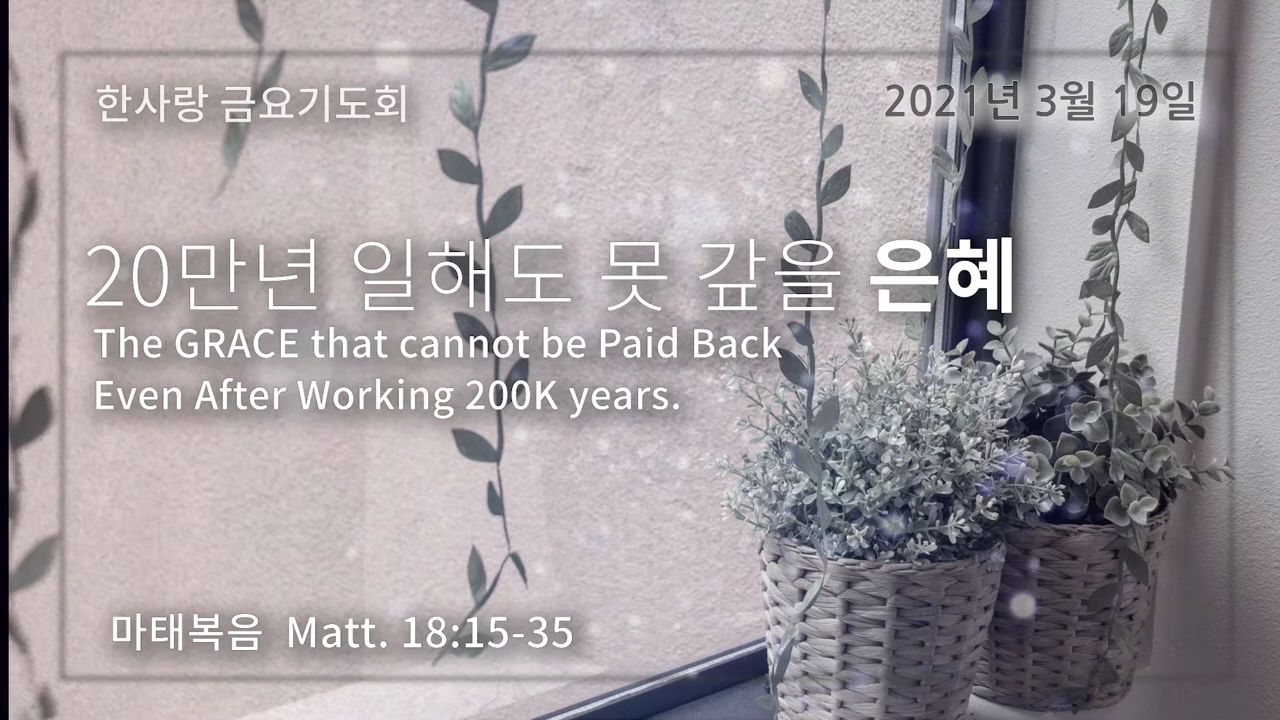 한사랑 금요기도회
2021년 3월 19일
20만년 일해도 못 갚을 은혜
The GRACE that cannot be Paid Back
Even After Working 200K years.
마태복음 Matt. 18:15-35